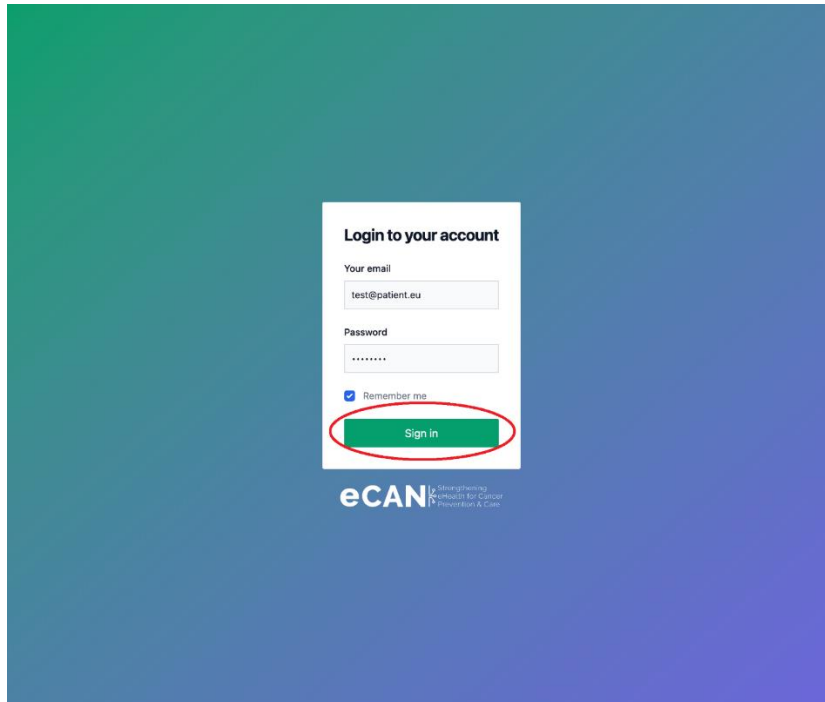 Login to your account
Your email
test@patient.eu
Password
........
Remember me
Sign in
eCAN
Strengthening
eHealth for Cancer
Prevention & Care